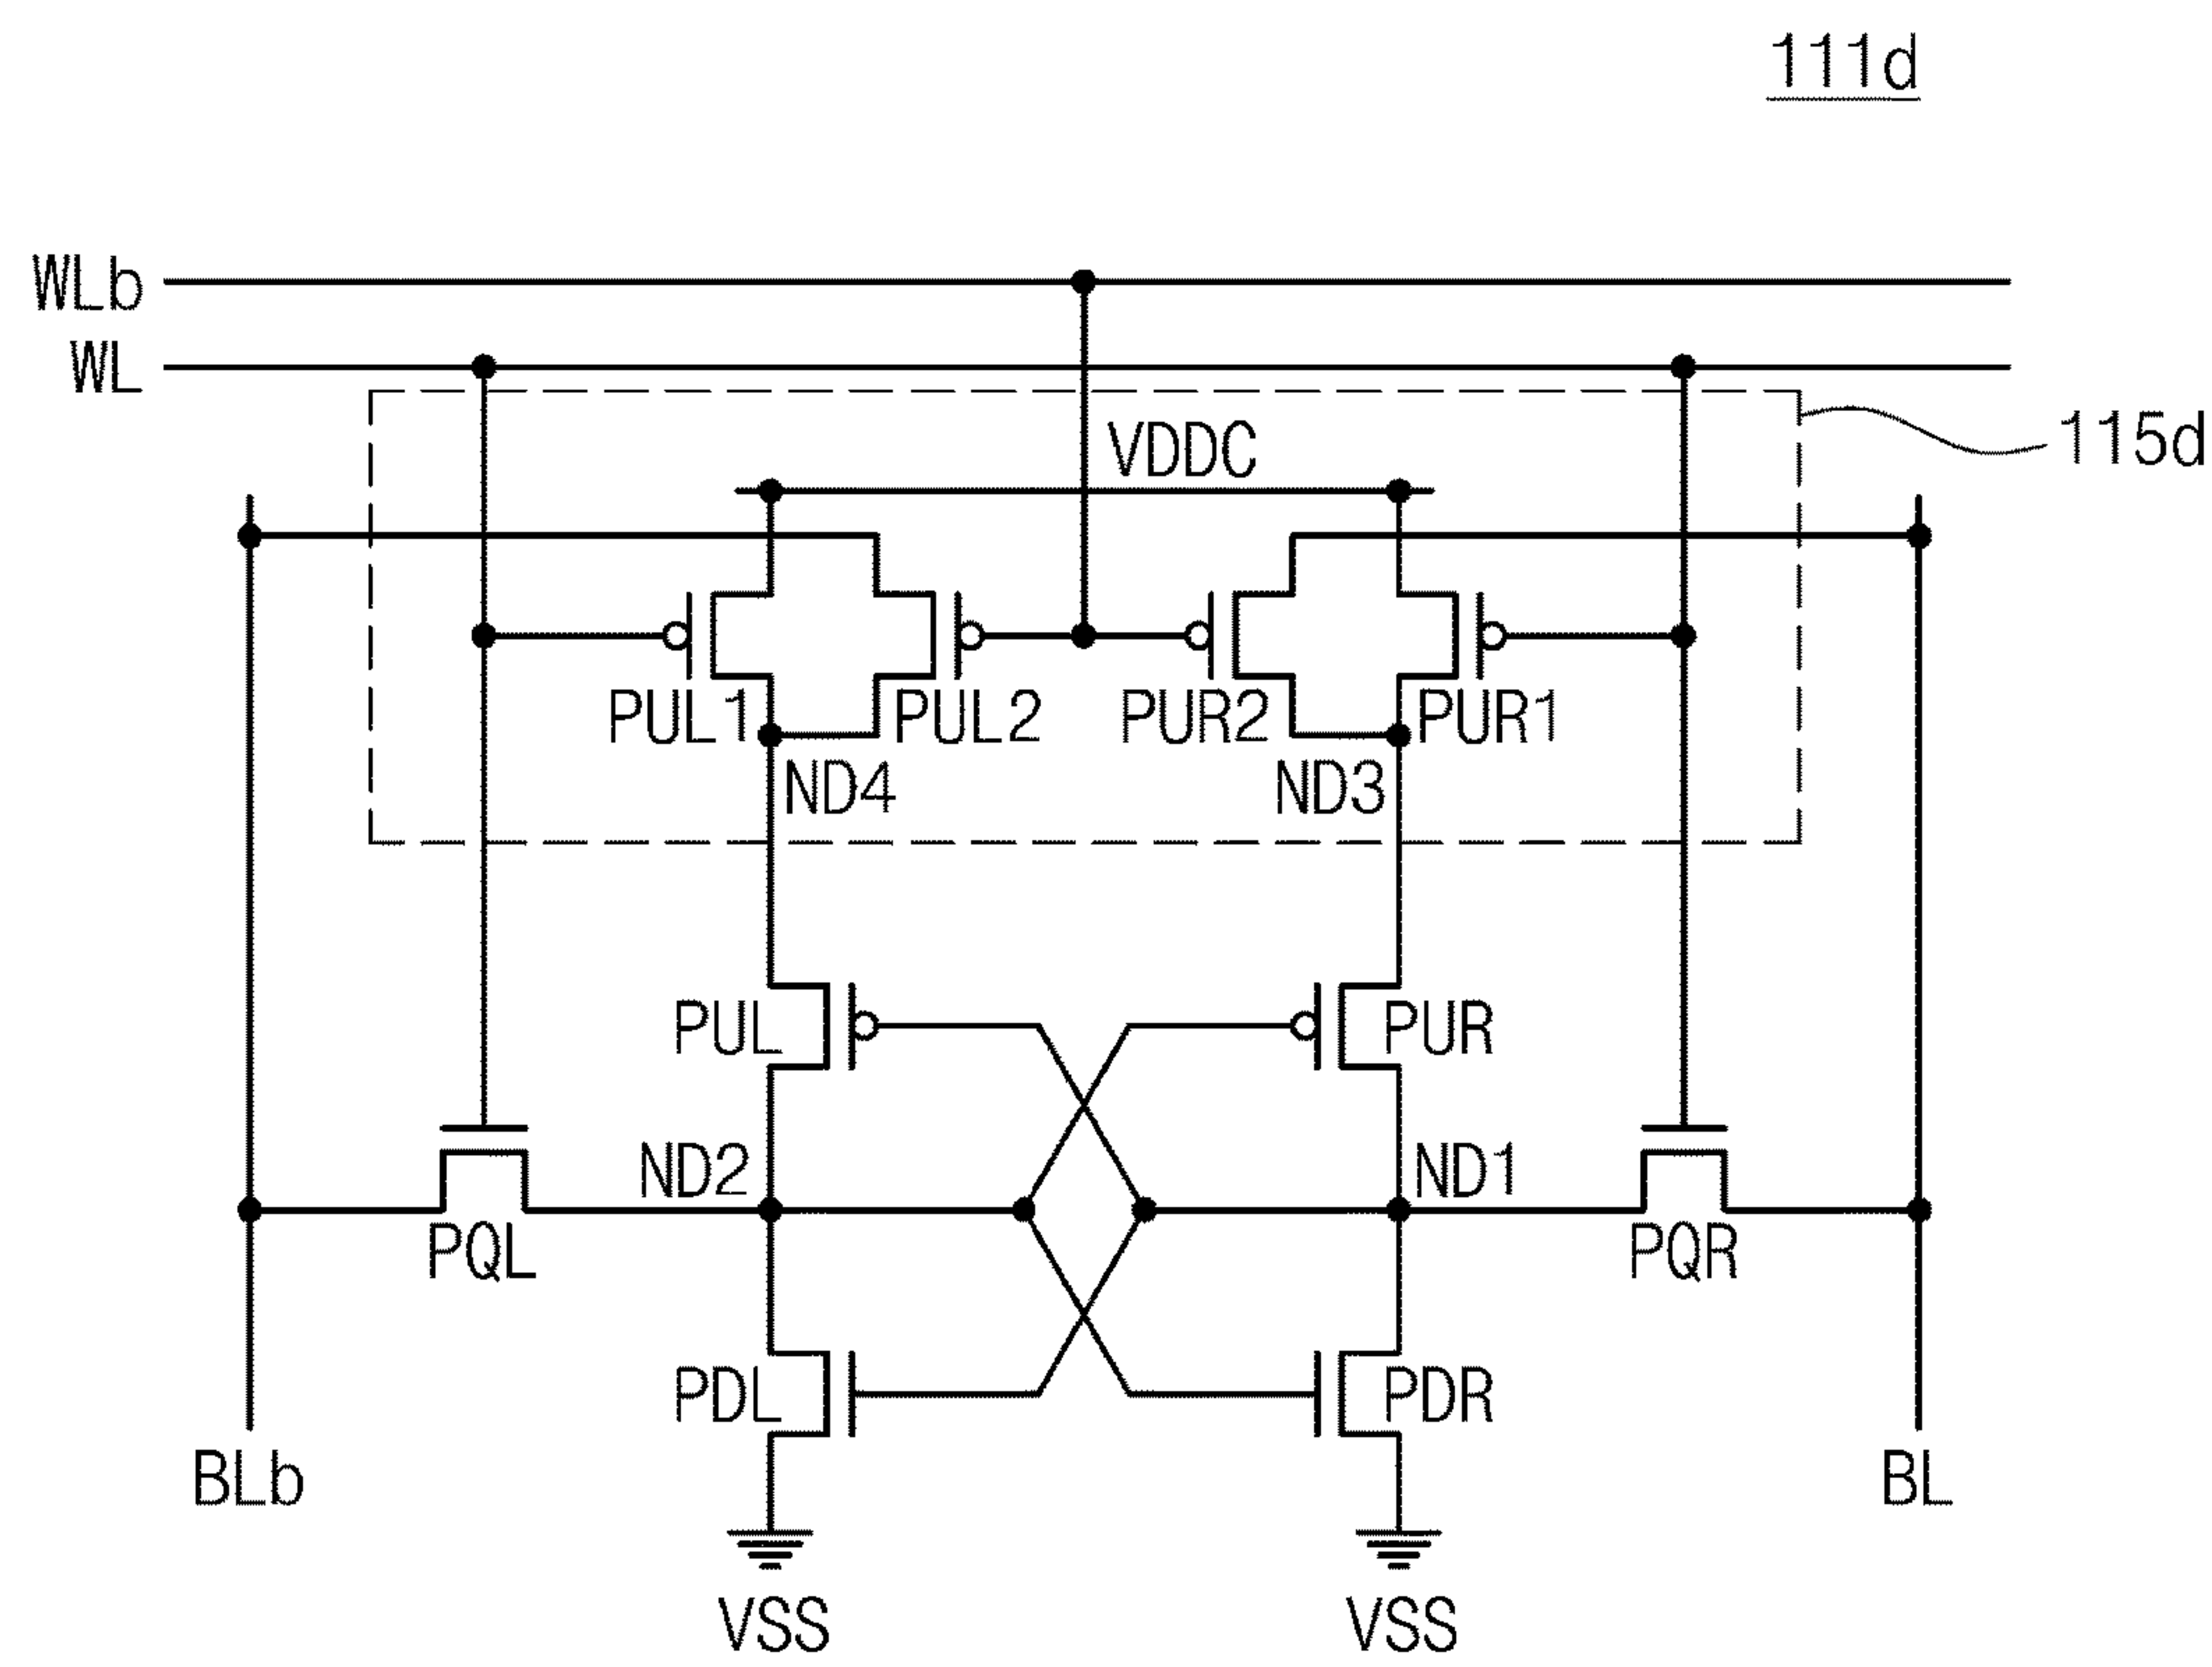 111d
WLb
WL
VDDC
115d
PUL1
PUL2
PUR2
PUR1
ND4
ND3
PUL
PUR
ND2
ND1
PQL
PQR
PDL
PDR
BLb
BL
VSS
VSS